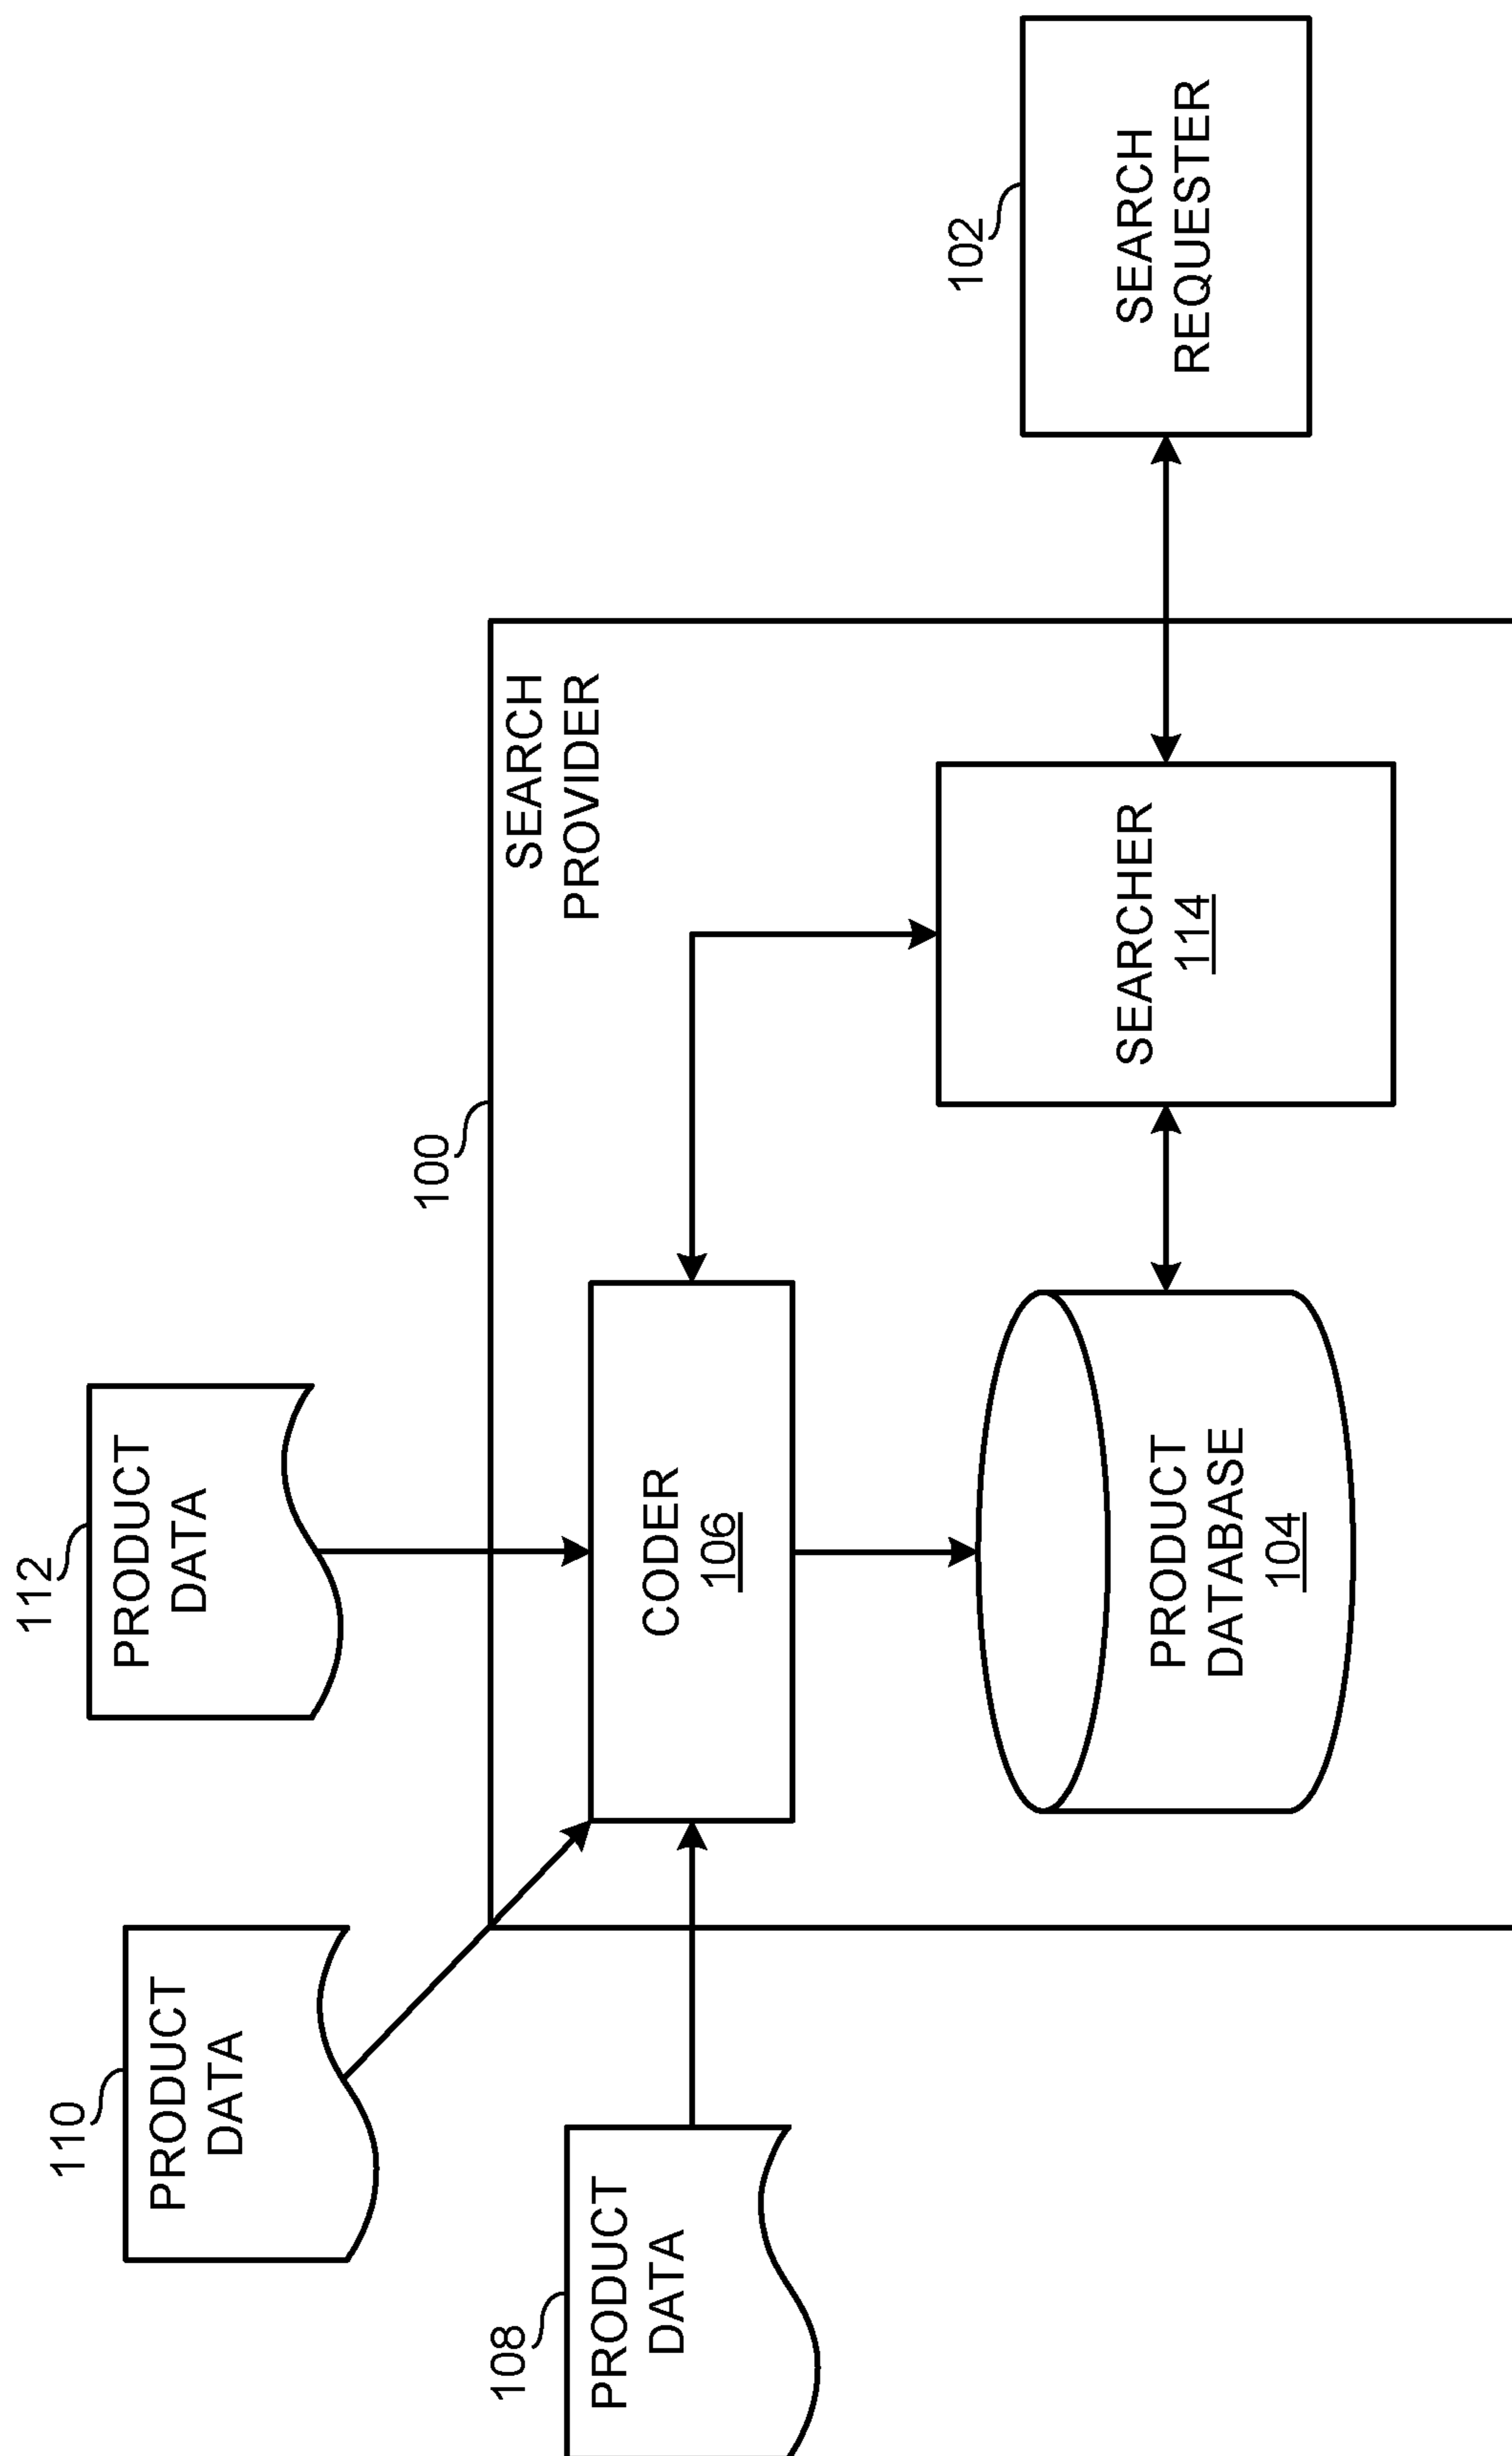 112
PRODUCT
DATA
110
PRODUCT
DATA
108
PRODUCT
DATA
100
SEARCH
PROVIDER
CODER
106
PRODUCT
DATABASE
104
SEARCHER
114
102
SEARCH
REQUESTER